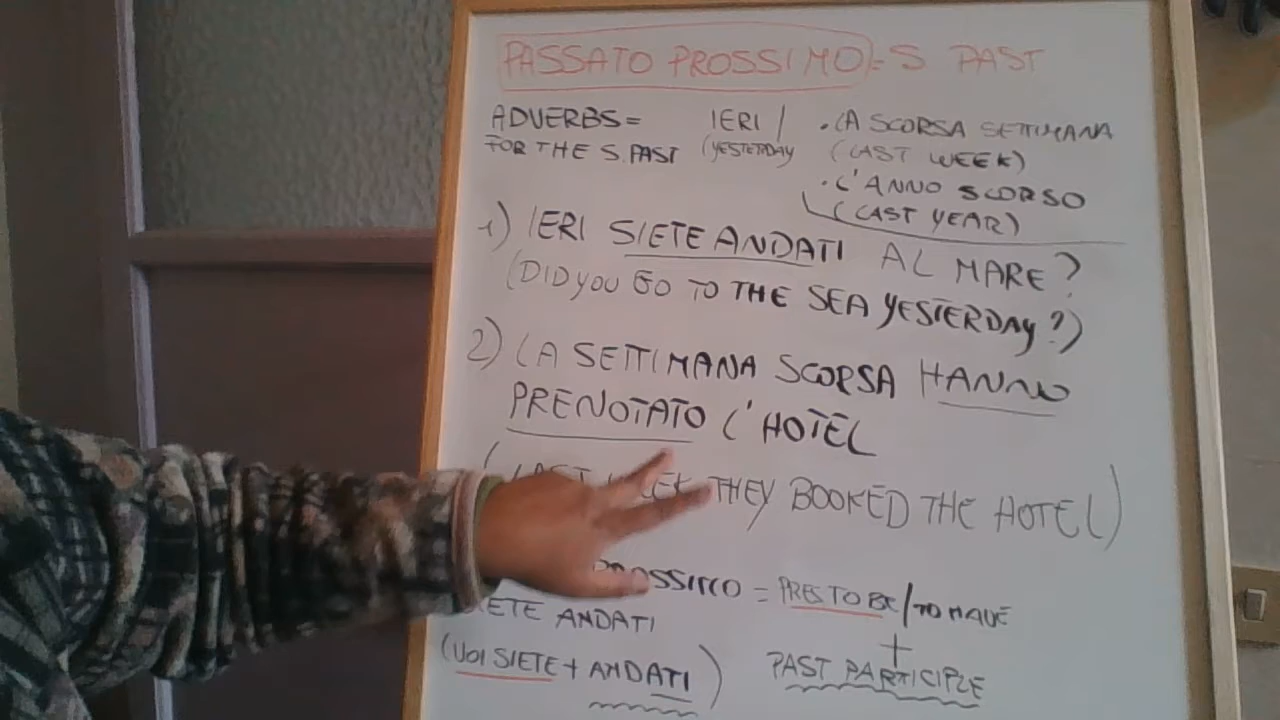 PASSATO PROSSIMO = S PAST
ADVERBS = IERI / . LA SCORSA SETTIMANA
FOR THE S. PAST (YESTERDAY (LAST WEEK)
. L'ANNO SCORSO
(LAST YEAR)
1) IERI SIETE ANDATI AL MARE?
(DID YOU GO TO THE SEA YESTERDAY?)
2) LA SETTIMANA SCORSA HANNO
PRENOTATO L'HOTEL
( THEY BOOKED THE HOTEL)
= PRES TO BE/TO HAVE
ANDATI +
(VOI SIETE + ANDATI) PAST PARTICIPLE